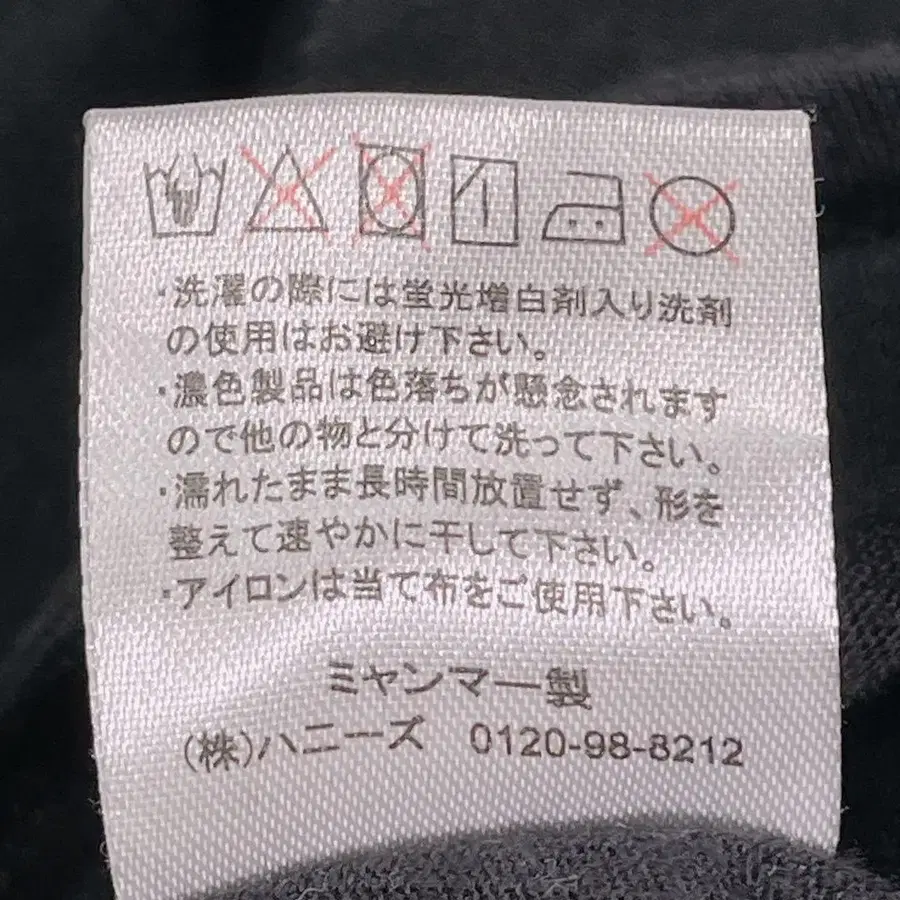 ・洗濯の際には蛍光増白剤入り洗剤
の使用はお避け下さい。
・濃色製品は色落ちが懸念されます
ので他の物と分けて洗って下さい。
・濡れたまま長時間放置せず、形を
整えて速やかに干して下さい。
・アイロンは当て布をご使用下さい。
ミャンマー製
(株)ハニーズ 0120-98-8212